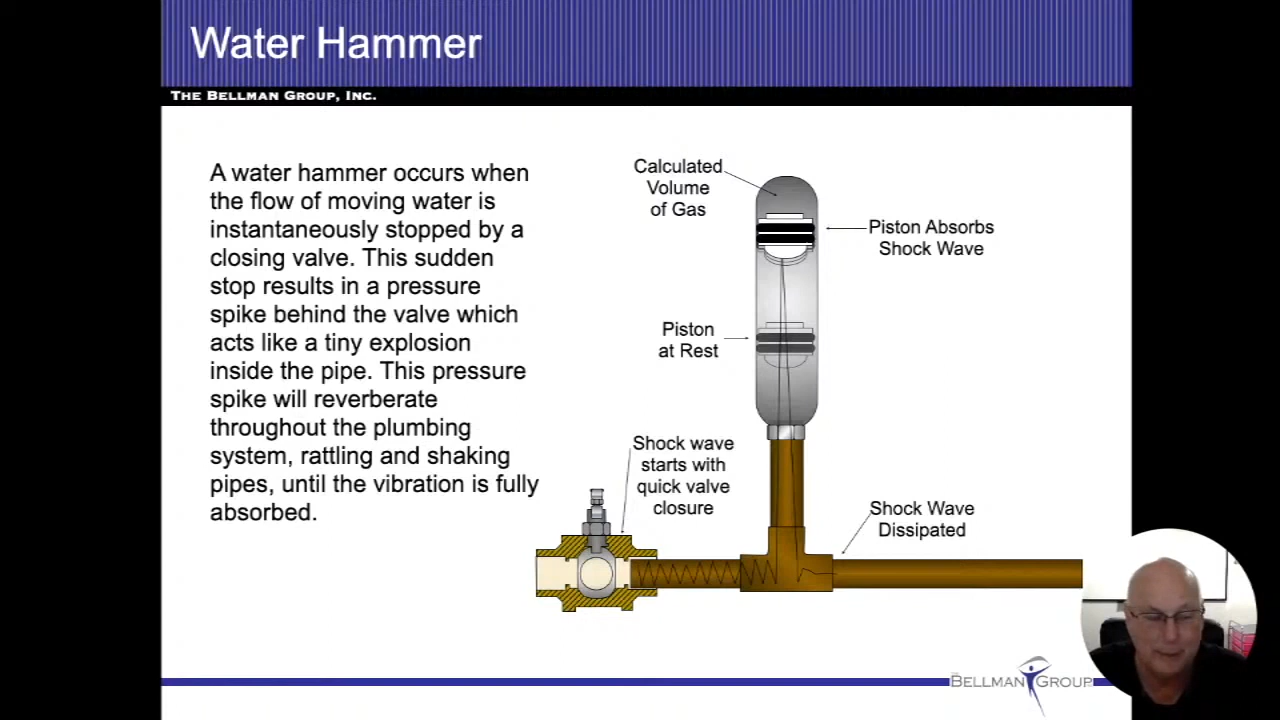 Water Hammer
THE BELLMAN GROUP, INC.
A water hammer occurs when
the flow of moving water is
instantaneously stopped by a
closing valve. This sudden
stop results in a pressure
spike behind the valve which
acts like a tiny explosion
inside the pipe. This pressure
spike will reverberate
throughout the plumbing
system, rattling and shaking
pipes, until the vibration is fully
absorbed.
Calculated
Volume
of Gas
Piston Absorbs
Shock Wave
Piston
at Rest
Shock wave
starts with
quick valve
closure
Shock Wave
Dissipated
THE BELLMAN GROUP